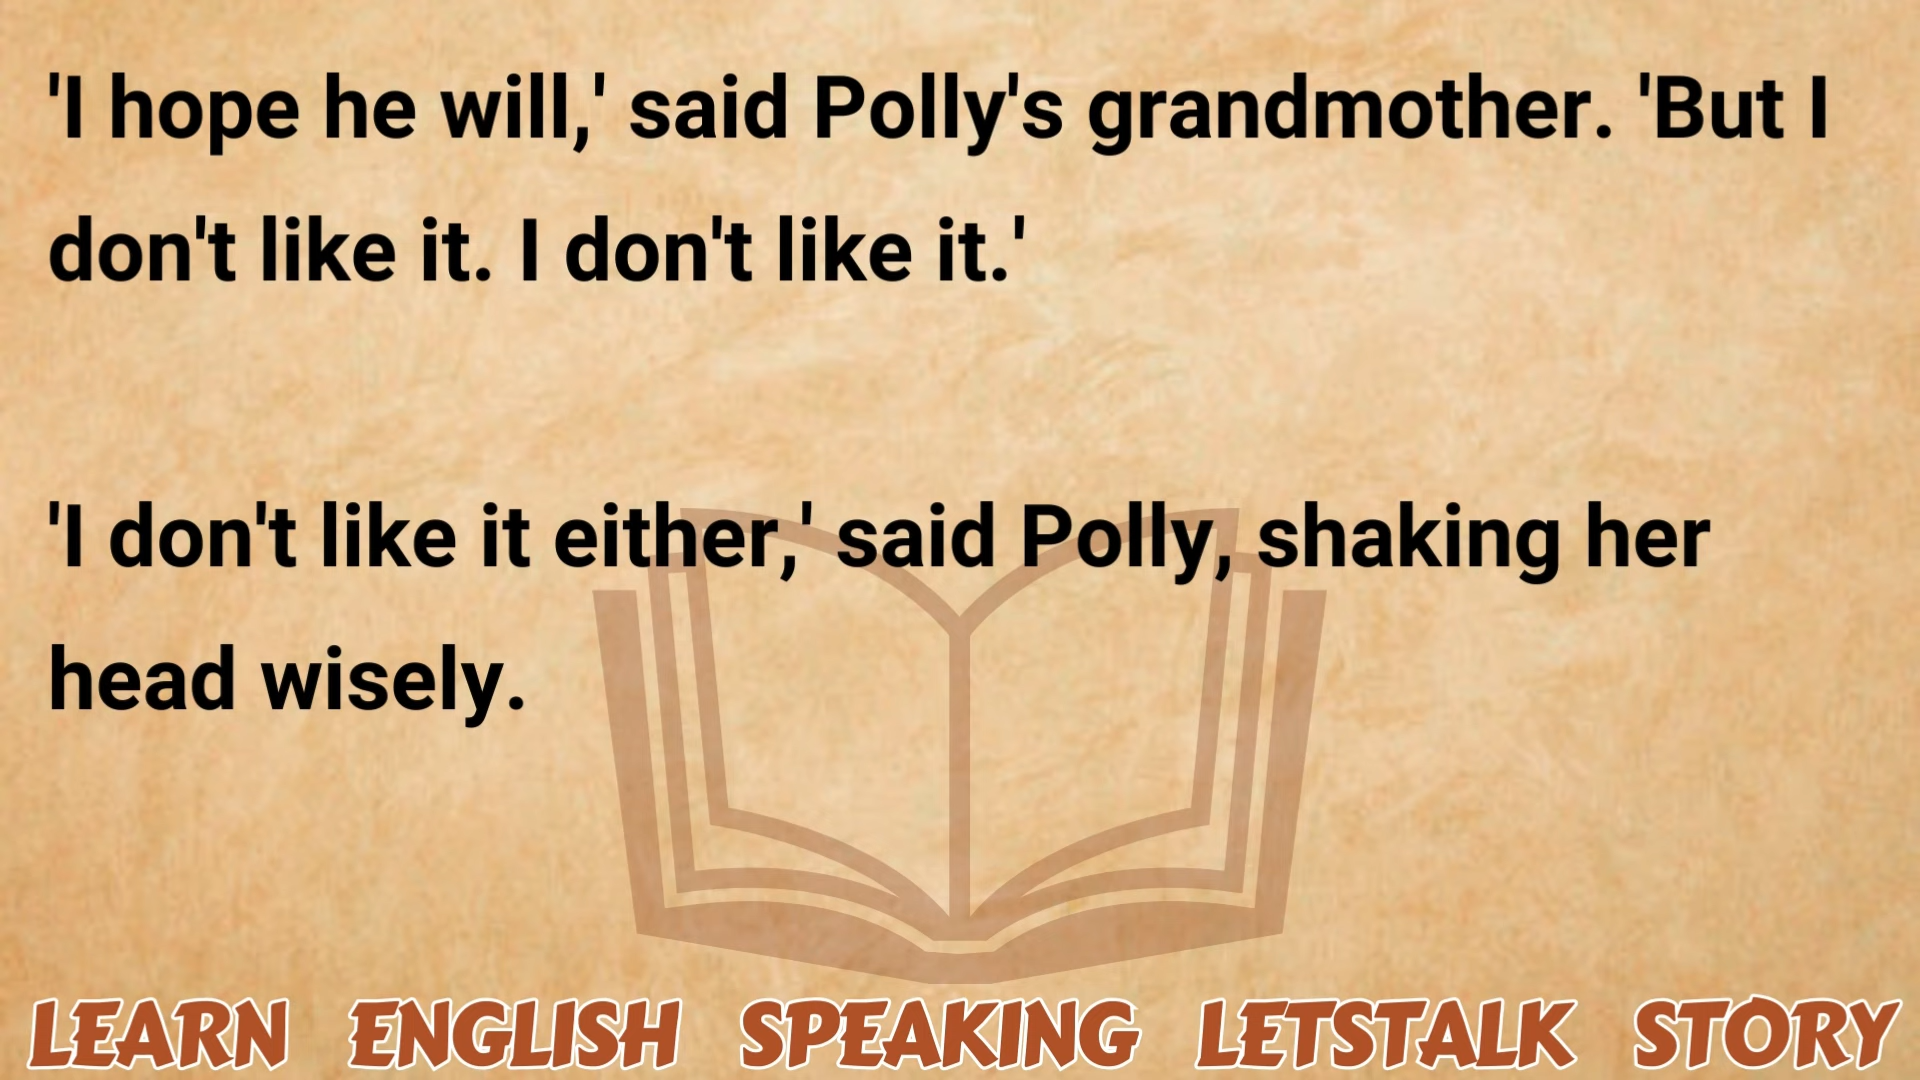 'I hope he will,' said Polly's grandmother. 'But I
don't like it. I don't like it.'
'I don't like it either,' said Polly, shaking her
head wisely.
LEARN ENGLISH SPEAKING LETSTALK STORY